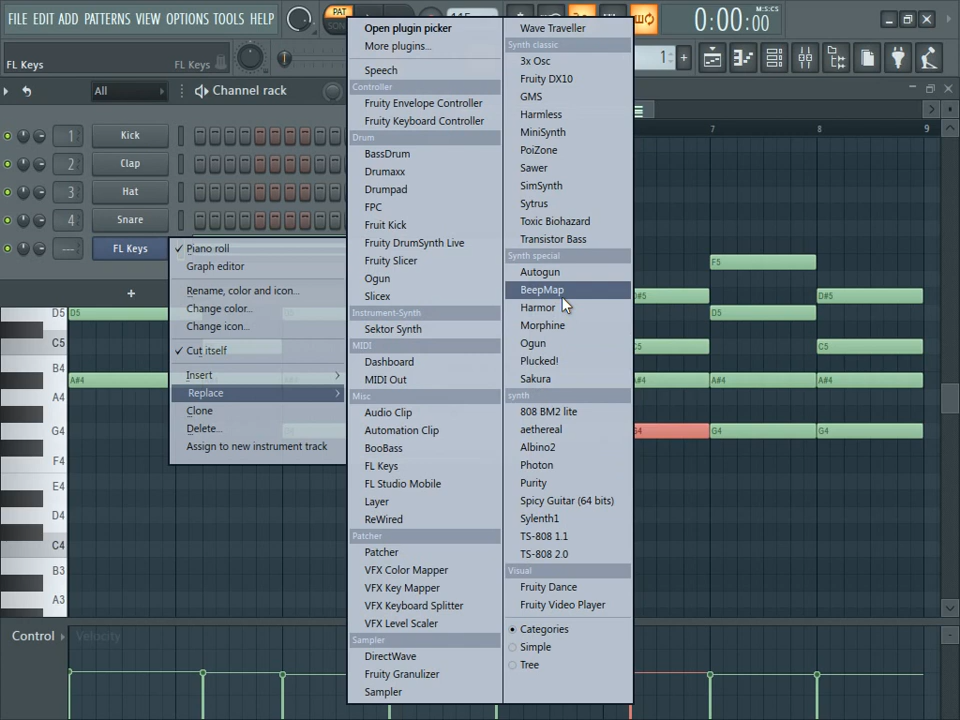 FILE EDIT ADD PATTERNS VIEW OPTIONS TOOLS HELP
PAT
0:00:00
M:S:CS
FL Keys
FL Keys
1
All
Channel rack
1 Kick
2 Clap
3 Hat
4 Snare
--- FL Keys
+
Piano roll
Graph editor
Rename, color and icon...
Change color...
Change icon...
Cut itself
Insert
Replace
Clone
Delete...
Assign to new instrument track
Open plugin picker
More plugins...
Speech
Controller
Fruity Envelope Controller
Fruity Keyboard Controller
Drum
BassDrum
Drumaxx
Drumpad
FPC
Fruit Kick
Fruity DrumSynth Live
Fruity Slicer
Ogun
Slicex
Instrument-Synth
Sektor Synth
MIDI
Dashboard
MIDI Out
Misc
Audio Clip
Automation Clip
BooBass
FL Keys
FL Studio Mobile
Layer
ReWired
Patcher
Patcher
VFX Color Mapper
VFX Key Mapper
VFX Keyboard Splitter
VFX Level Scaler
Sampler
DirectWave
Fruity Granulizer
Sampler
Wave Traveller
Synth classic
3x Osc
Fruity DX10
GMS
Harmless
MiniSynth
PoiZone
Sawer
SimSynth
Sytrus
Toxic Biohazard
Transistor Bass
Synth special
Autogun
BeepMap
Harmor
Morphine
Ogun
Plucked!
Sakura
synth
808 BM2 lite
aethereal
Albino2
Photon
Purity
Spicy Guitar (64 bits)
Sylenth1
TS-808 1.1
TS-808 2.0
Visual
Fruity Dance
Fruity Video Player
Categories
Simple
Tree
7 8 9
F5
D#5
D5
D#5
C5
C5
A#4
A#4
G4
G4
D5 D5
C5
B4
A4 A#4
G4
F4
E4
D4
C4
B3
A3
Control Velocity